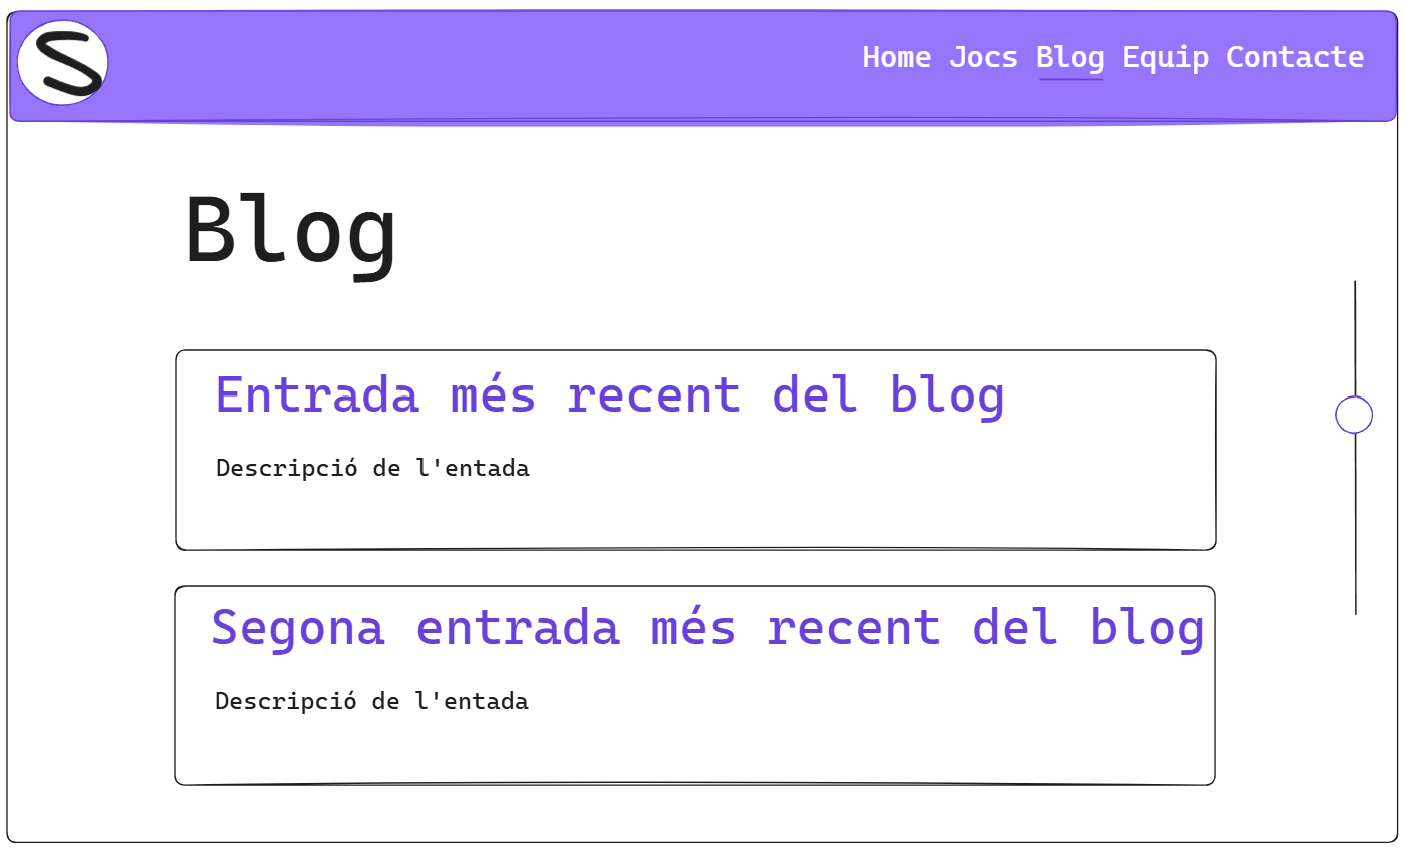 S
Home Jocs Blog Equip Contacte
Blog
Entrada més recent del blog
Descripció de l'entada
Segona entrada més recent del blog
Descripció de l'entada